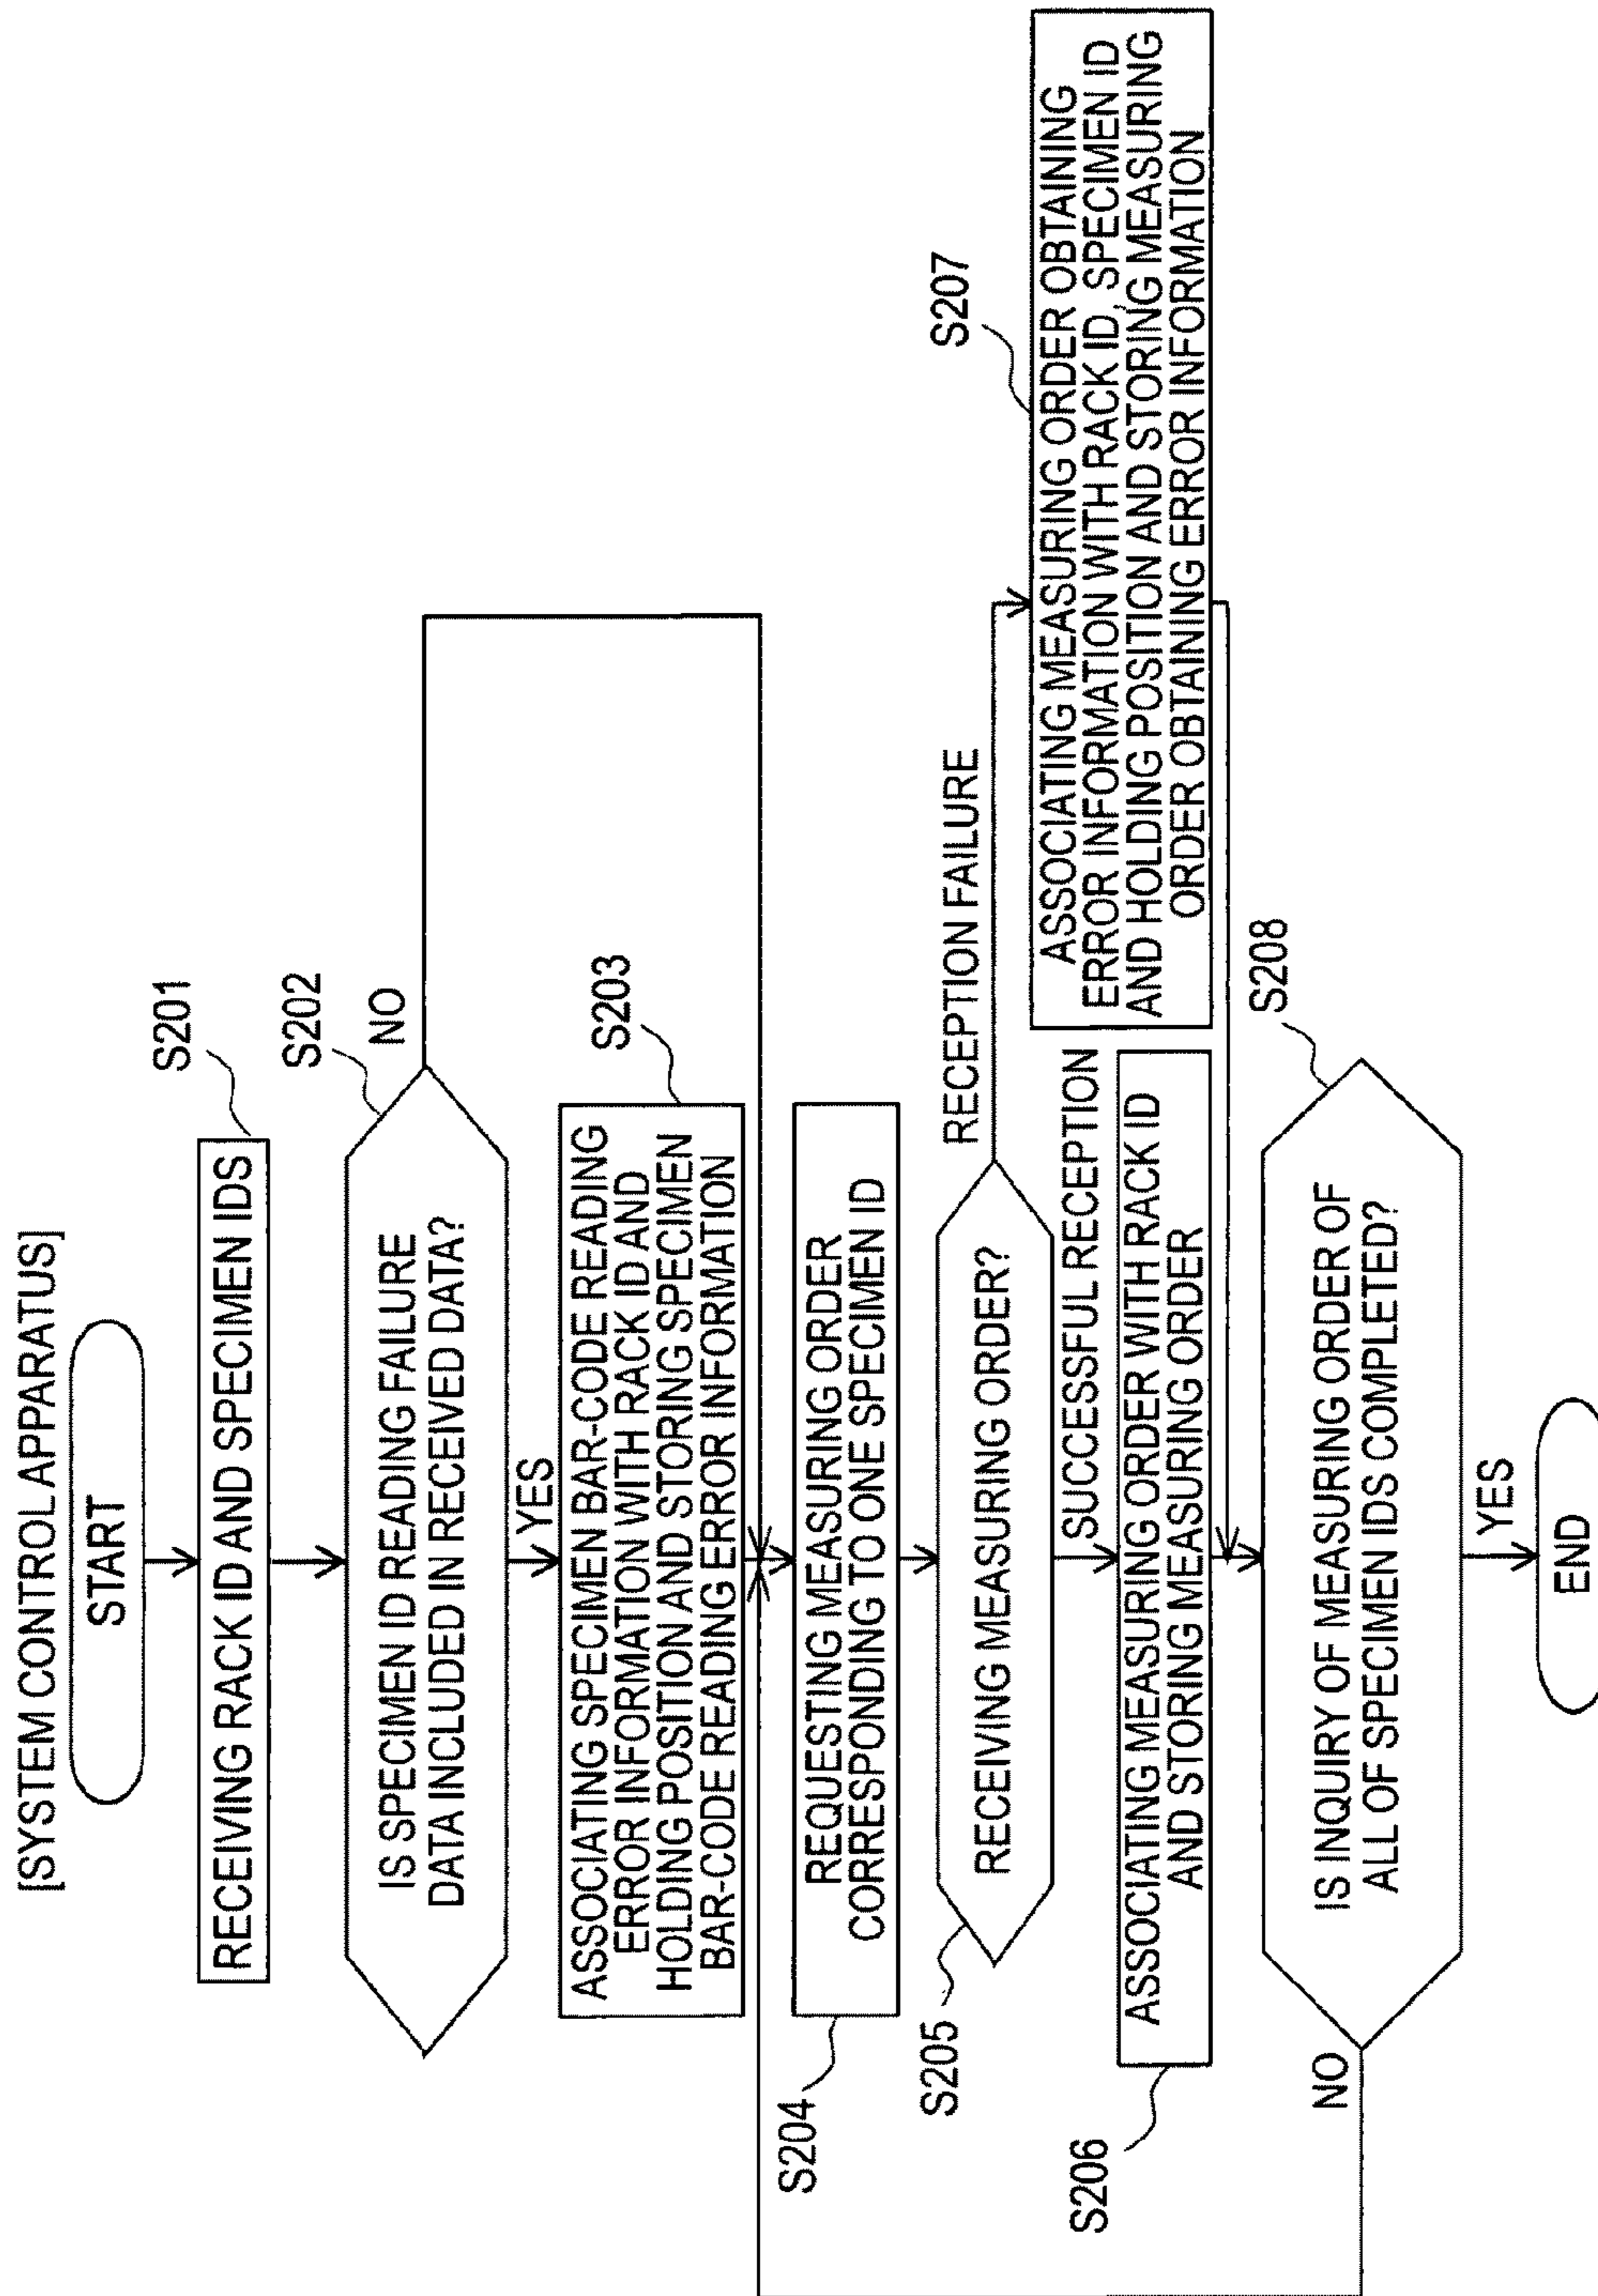 [SYSTEM CONTROL APPARATUS]
START
S201
RECEIVING RACK ID AND SPECIMEN IDS
S202
IS SPECIMEN ID READING FAILURE
DATA INCLUDED IN RECEIVED DATA?
NO
YES
S203
ASSOCIATING SPECIMEN BAR-CODE READING
ERROR INFORMATION WITH RACK ID AND
HOLDING POSITION AND STORING SPECIMEN
BAR-CODE READING ERROR INFORMATION
S204
REQUESTING MEASURING ORDER
CORRESPONDING TO ONE SPECIMEN ID
S205
RECEIVING MEASURING ORDER?
RECEPTION FAILURE
SUCCESSFUL RECEPTION
S206
ASSOCIATING MEASURING ORDER WITH RACK ID
AND STORING MEASURING ORDER
S207
ASSOCIATING MEASURING ORDER OBTAINING
ERROR INFORMATION WITH RACK ID, SPECIMEN ID
AND HOLDING POSITION AND STORING MEASURING
ORDER OBTAINING ERROR INFORMATION
S208
IS INQUIRY OF MEASURING ORDER OF
ALL OF SPECIMEN IDS COMPLETED?
NO
YES
END